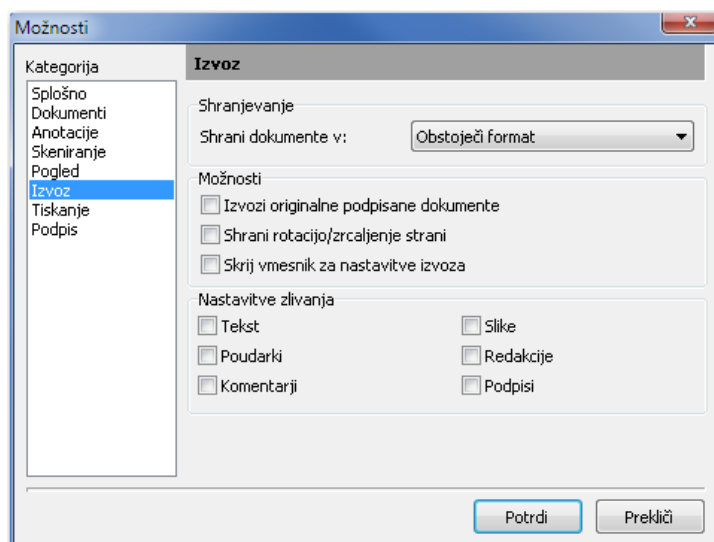 Možnosti
Kategorija
Splošno
Dokumenti
Anotacije
Skeniranje
Pogled
Izvoz
Tiskanje
Podpis
Izvoz
Shranjevanje
Shrani dokumente v: Obstoječi format
Možnosti
Izvozi originalne podpisane dokumente
Shrani rotacijo/zrcaljenje strani
Skrij vmesnik za nastavitve izvoza
Nastavitve zlivanja
Tekst Slike
Poudarki Redakcije
Komentarji Podpisi
Potrdi Prekliči